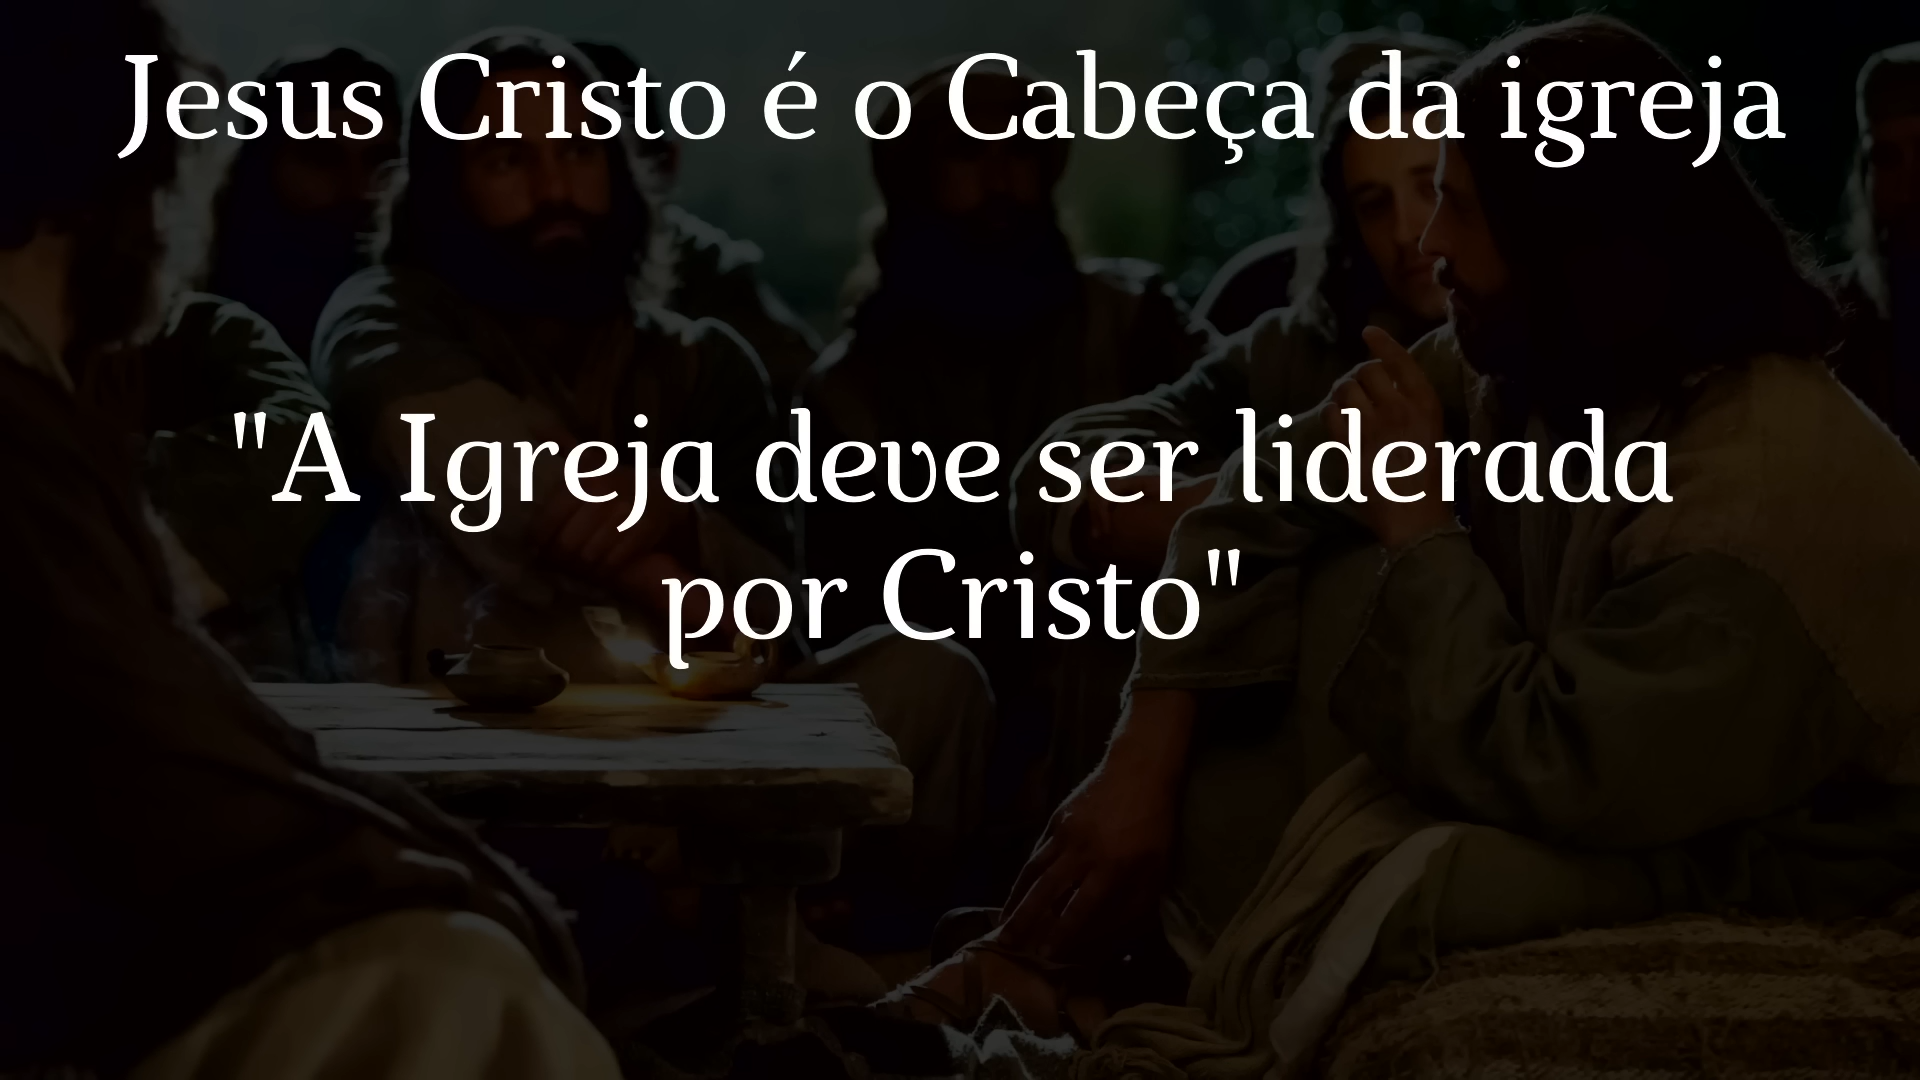 Jesus Cristo é o Cabeça da igreja
"A Igreja deve ser liderada
por Cristo"